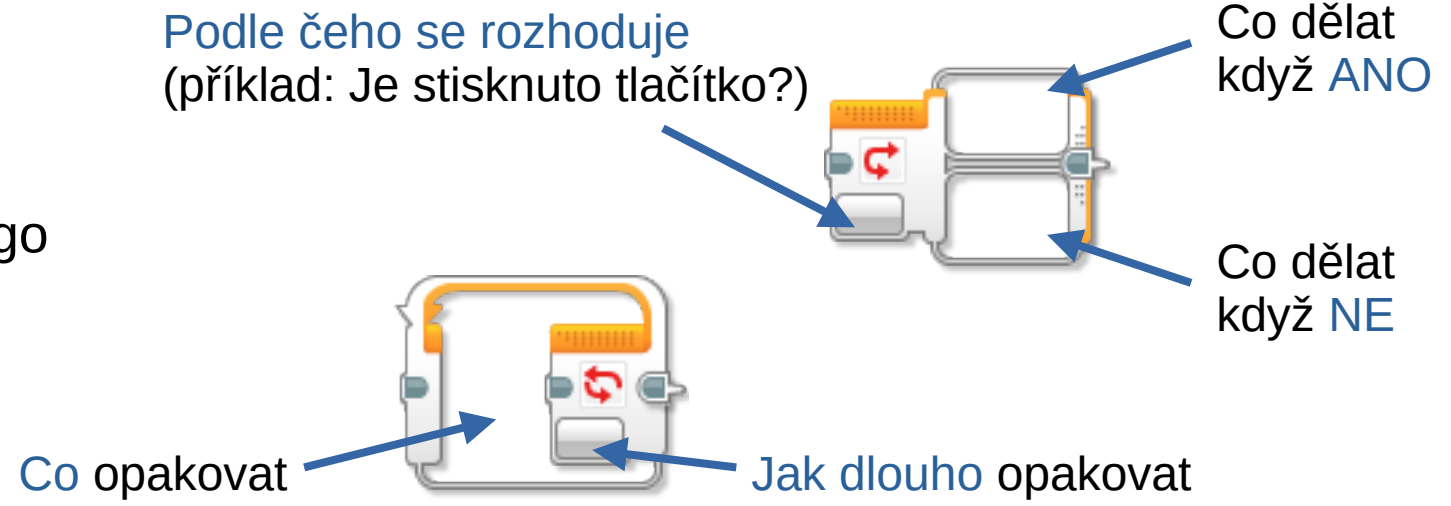 Podle čeho se rozhoduje
(příklad: Je stisknuto tlačítko?)
Co dělat
když ANO
go
Co dělat
když NE
Co opakovat
Jak dlouho opakovat